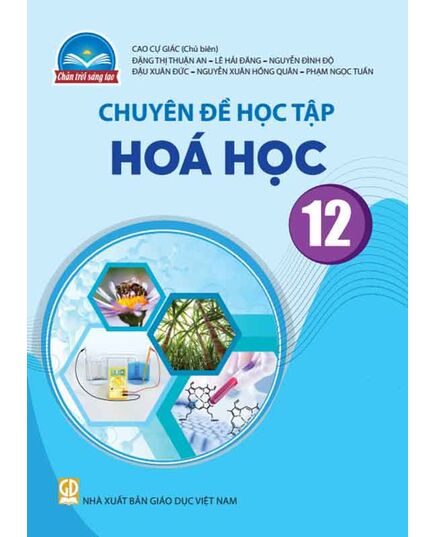 CAO CỰ GIÁC (Chủ biên)
ĐẶNG THỊ THUẬN AN – LÊ HẢI ĐĂNG – NGUYỄN ĐÌNH ĐỘ
ĐẬU XUÂN ĐỨC – NGUYỄN XUÂN HỒNG QUÂN – PHẠM NGỌC TUẤN
Chân trời sáng tạo
CHUYÊN ĐỀ HỌC TẬP
HOÁ HỌC
12
GD
NHÀ XUẤT BẢN GIÁO DỤC VIỆT NAM